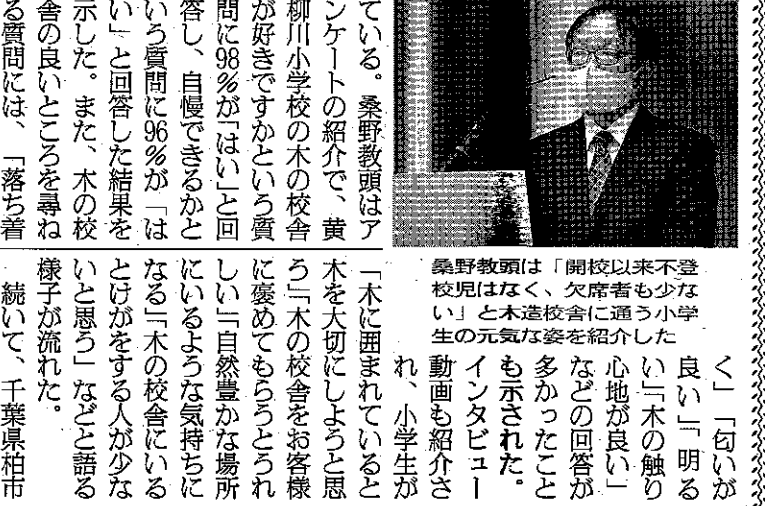 ている。桑野教頭はア
ンケートの紹介で、黄
柳川小学校の木の校舎
が好きですかという質
問に98%が「はい」と回
答し、自慢できるかと
いう質問に96%が「は
い」と回答した結果を
示した。また、木の校
舎の良いところを尋ね
る質問には、「落ち着
桑野教頭は「開校以来不登
校児はなく、欠席者も少な
い」と木造校舎に通う小学
生の元気な姿を紹介した
く」「匂いが
良い」「明る
い」「木の触り
心地が良い」
などの回答が
多かったこと
も示された。
インタビュー
動画も紹介さ
れ、小学生が
「木に囲まれていると
木を大切にしようと思
う」「木の校舎をお客様
に褒めてもらうとうれ
しい」「自然豊かな場所
にいるような気持ちに
なる」「木の校舎にいる
とけがをする人が少な
いと思う」などと語る
様子が流れた。
続いて、千葉県柏市